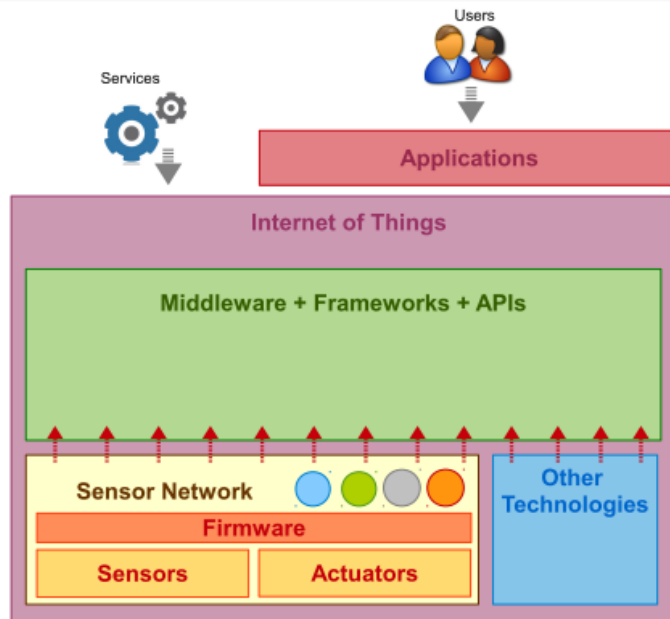 Users
Services
Applications
Internet of Things
Middleware + Frameworks + APIs
Sensor Network
Other
Technologies
Firmware
Sensors
Actuators